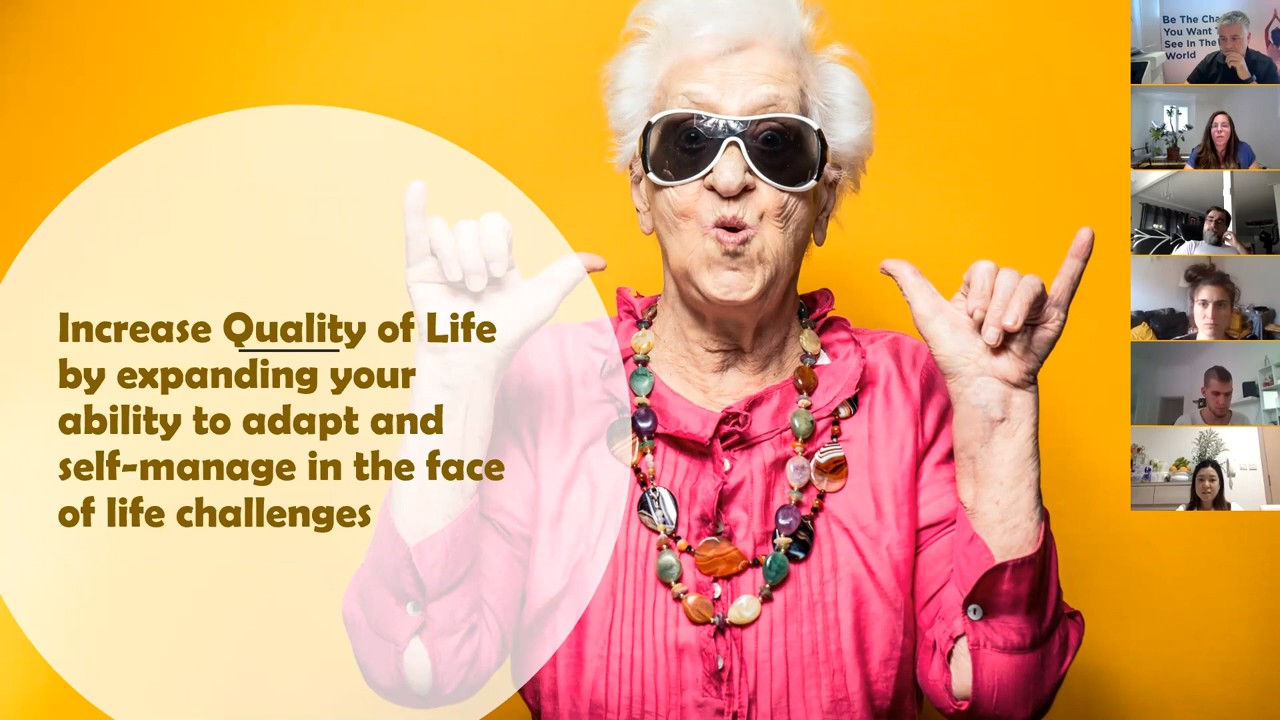 Increase Quality of Life
by expanding your
ability to adapt and
self-manage in the face
of life challenges
Be The
You Want
See In The
World